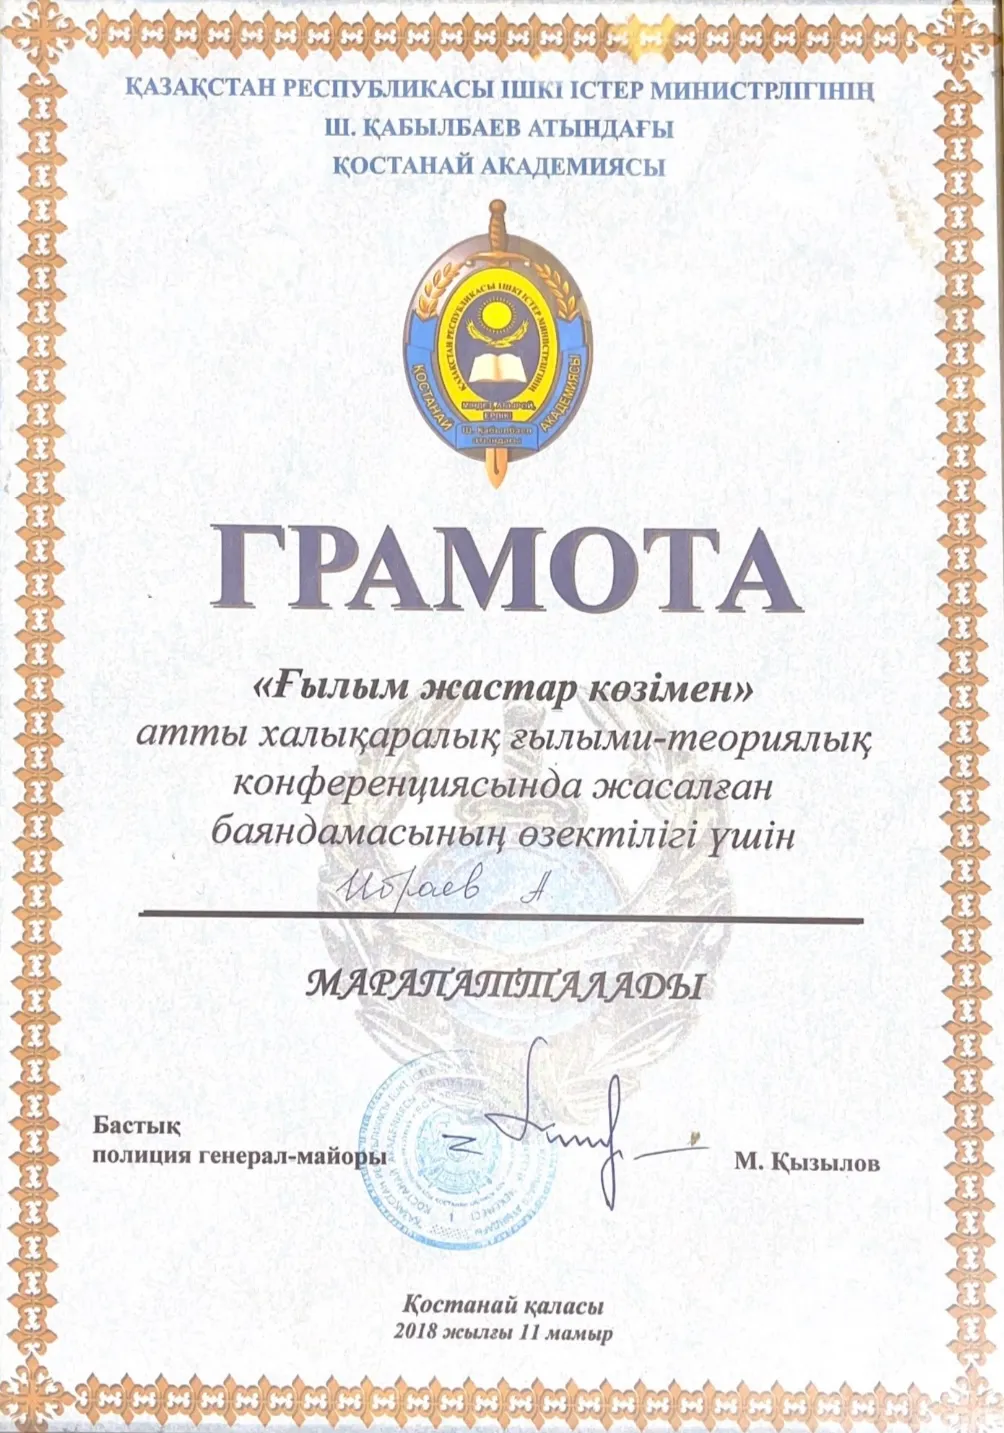 ҚАЗАҚСТАН РЕСПУБЛИКАСЫ ІШКІ ІСТЕР МИНИСТРЛІГІНІҢ
Ш. ҚАБЫЛБАЕВ АТЫНДАҒЫ
ҚОСТАНАЙ АКАДЕМИЯСЫ
ҚАЗАҚСТАН РЕСПУБЛИКАСЫ ІШКІ ІСТЕР МИНИСТРЛІГІНІҢ
ҚОСТАНАЙ АКАДЕМИЯСЫ
Ш. Қабылбаев
атындағы
ГРАМОТА
«Ғылым жастар көзімен»
атты халықаралық ғылыми-теориялық
конференциясында жасалған
баяндамасының өзектілігі үшін
Ибраев А
МАРАПАТТАЛАДЫ
Бастық
полиция генерал-майоры
М. Қызылов
Қостанай қаласы
2018 жылғы 11 мамыр